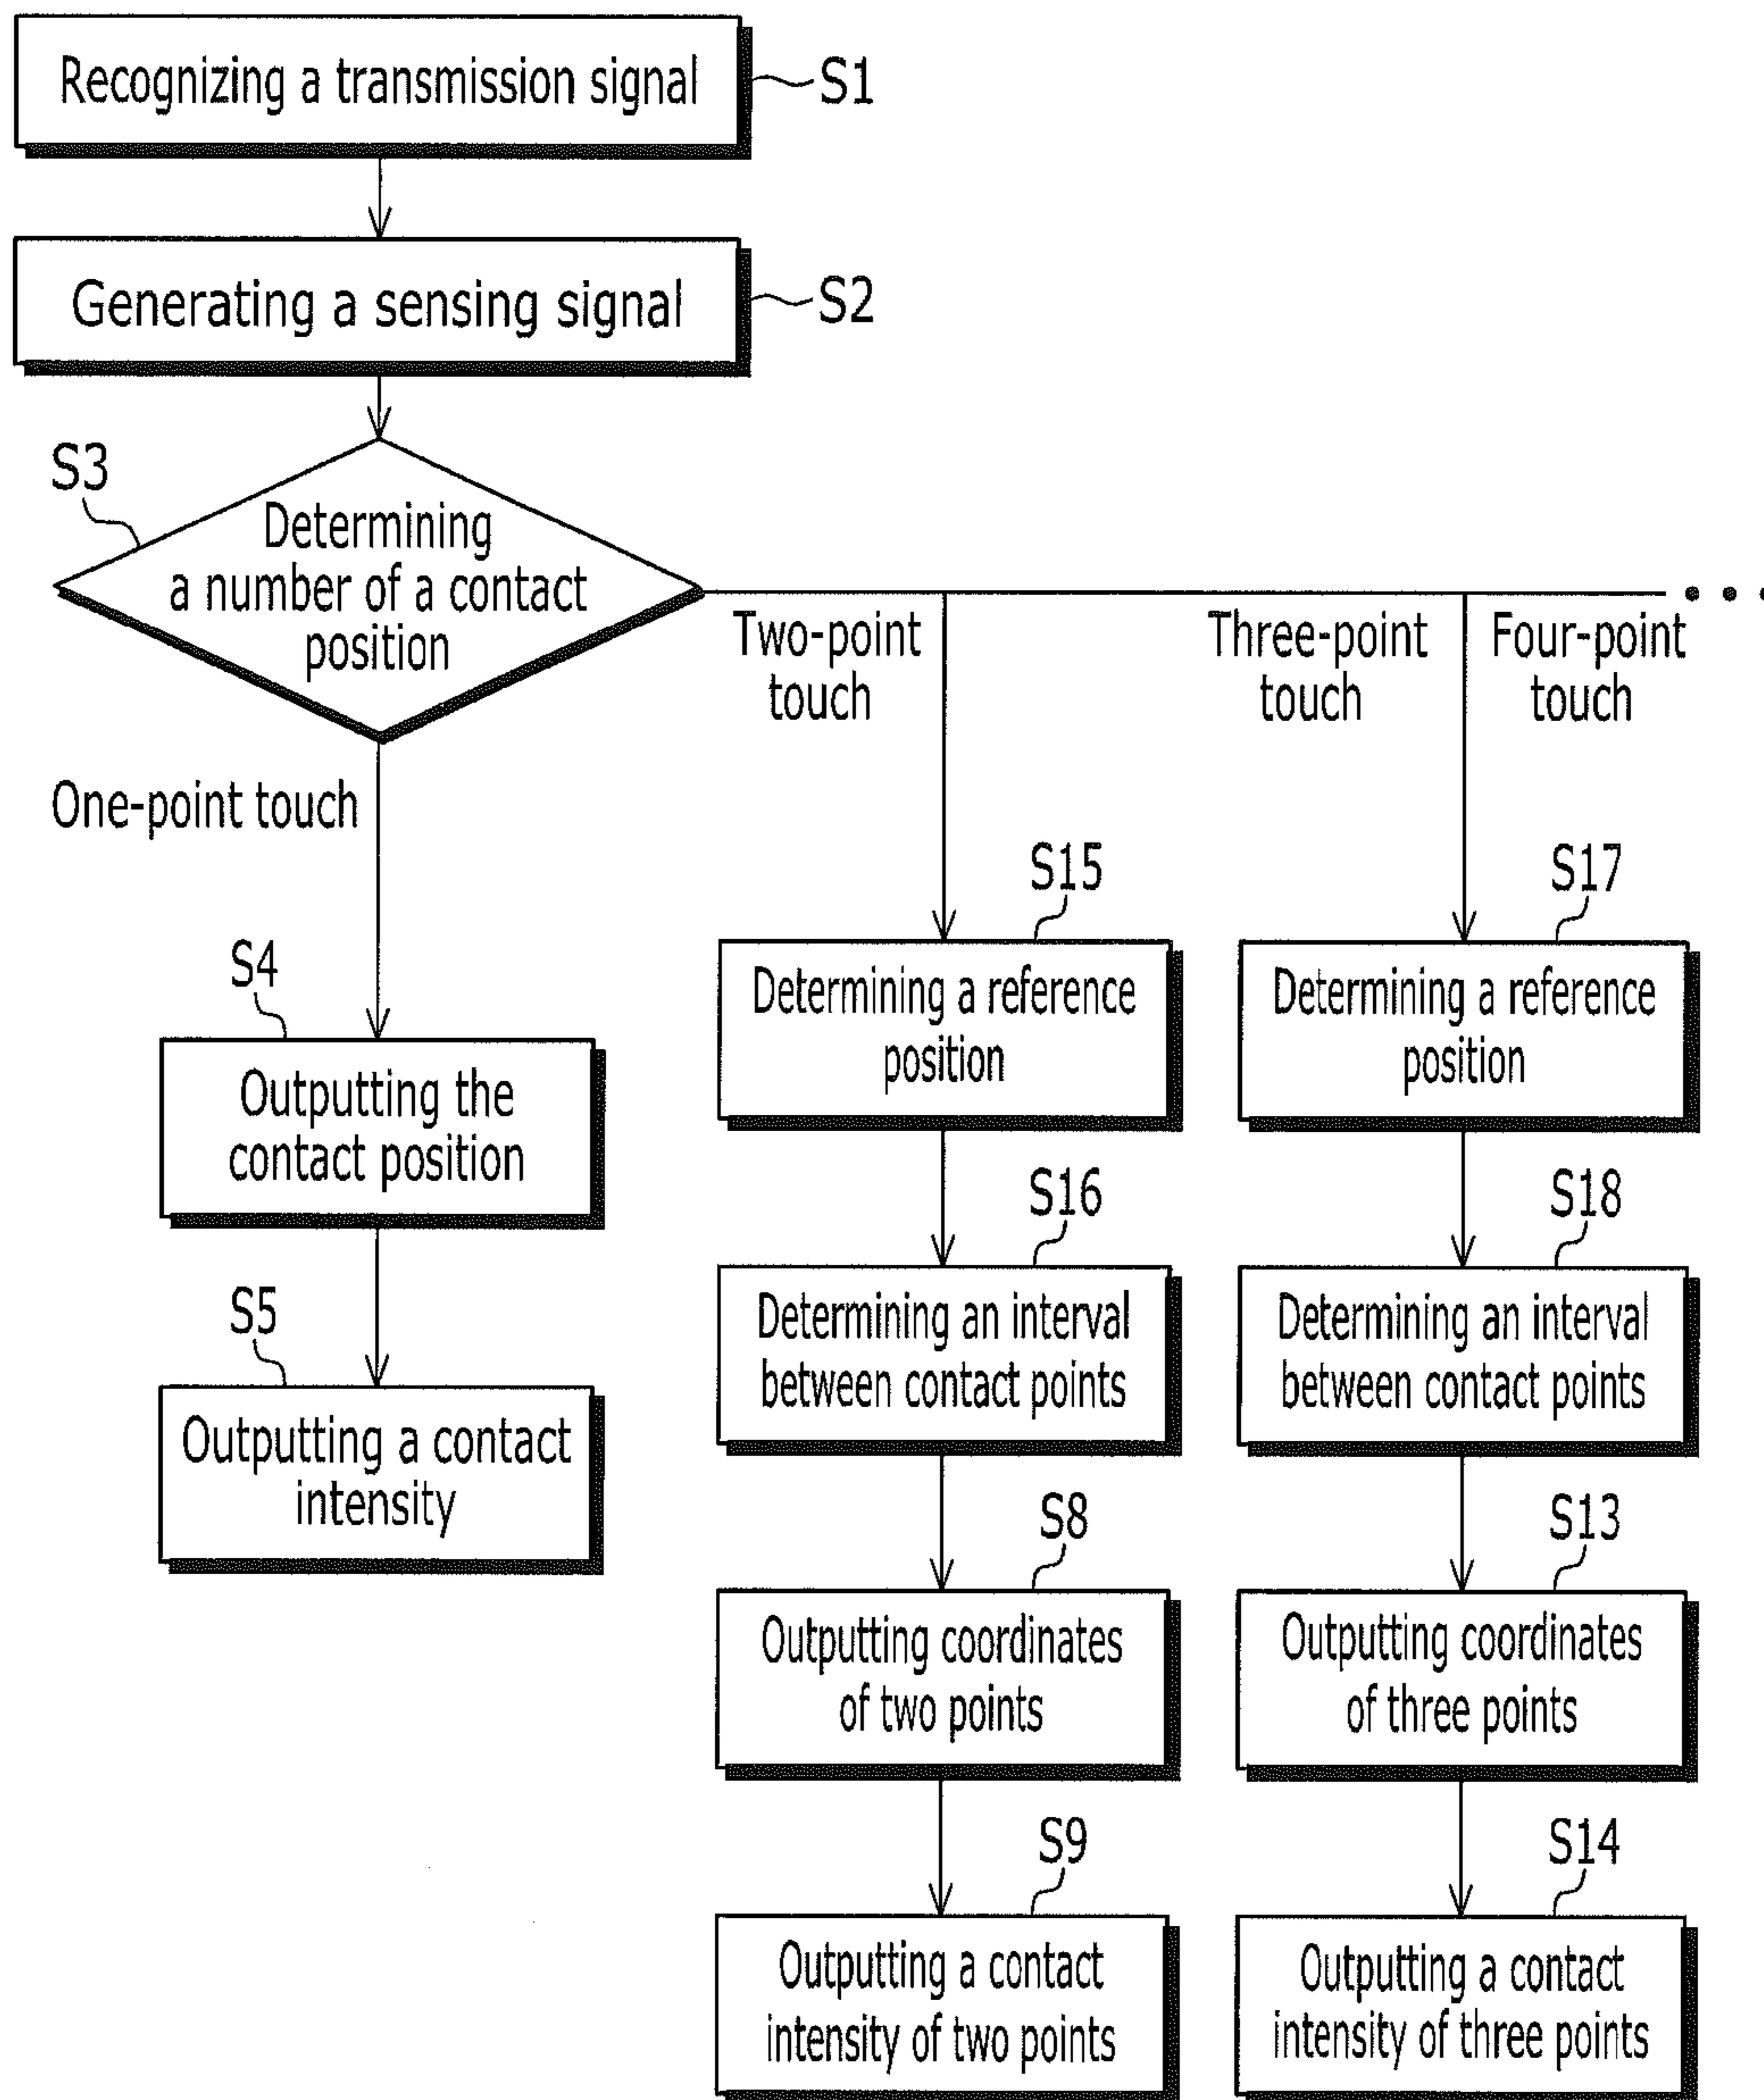 Recognizing a transmission signal
S1
Generating a sensing signal
S2
S3
Determining
a number of a contact
position
Two-point
touch
Three-point
touch
Four-point
touch
One-point touch
S4
Outputting the
contact position
S5
Outputting a contact
intensity
S15
Determining a reference
position
S16
Determining an interval
between contact points
S8
Outputting coordinates
of two points
S9
Outputting a contact
intensity of two points
S17
Determining a reference
position
S18
Determining an interval
between contact points
S13
Outputting coordinates
of three points
S14
Outputting a contact
intensity of three points